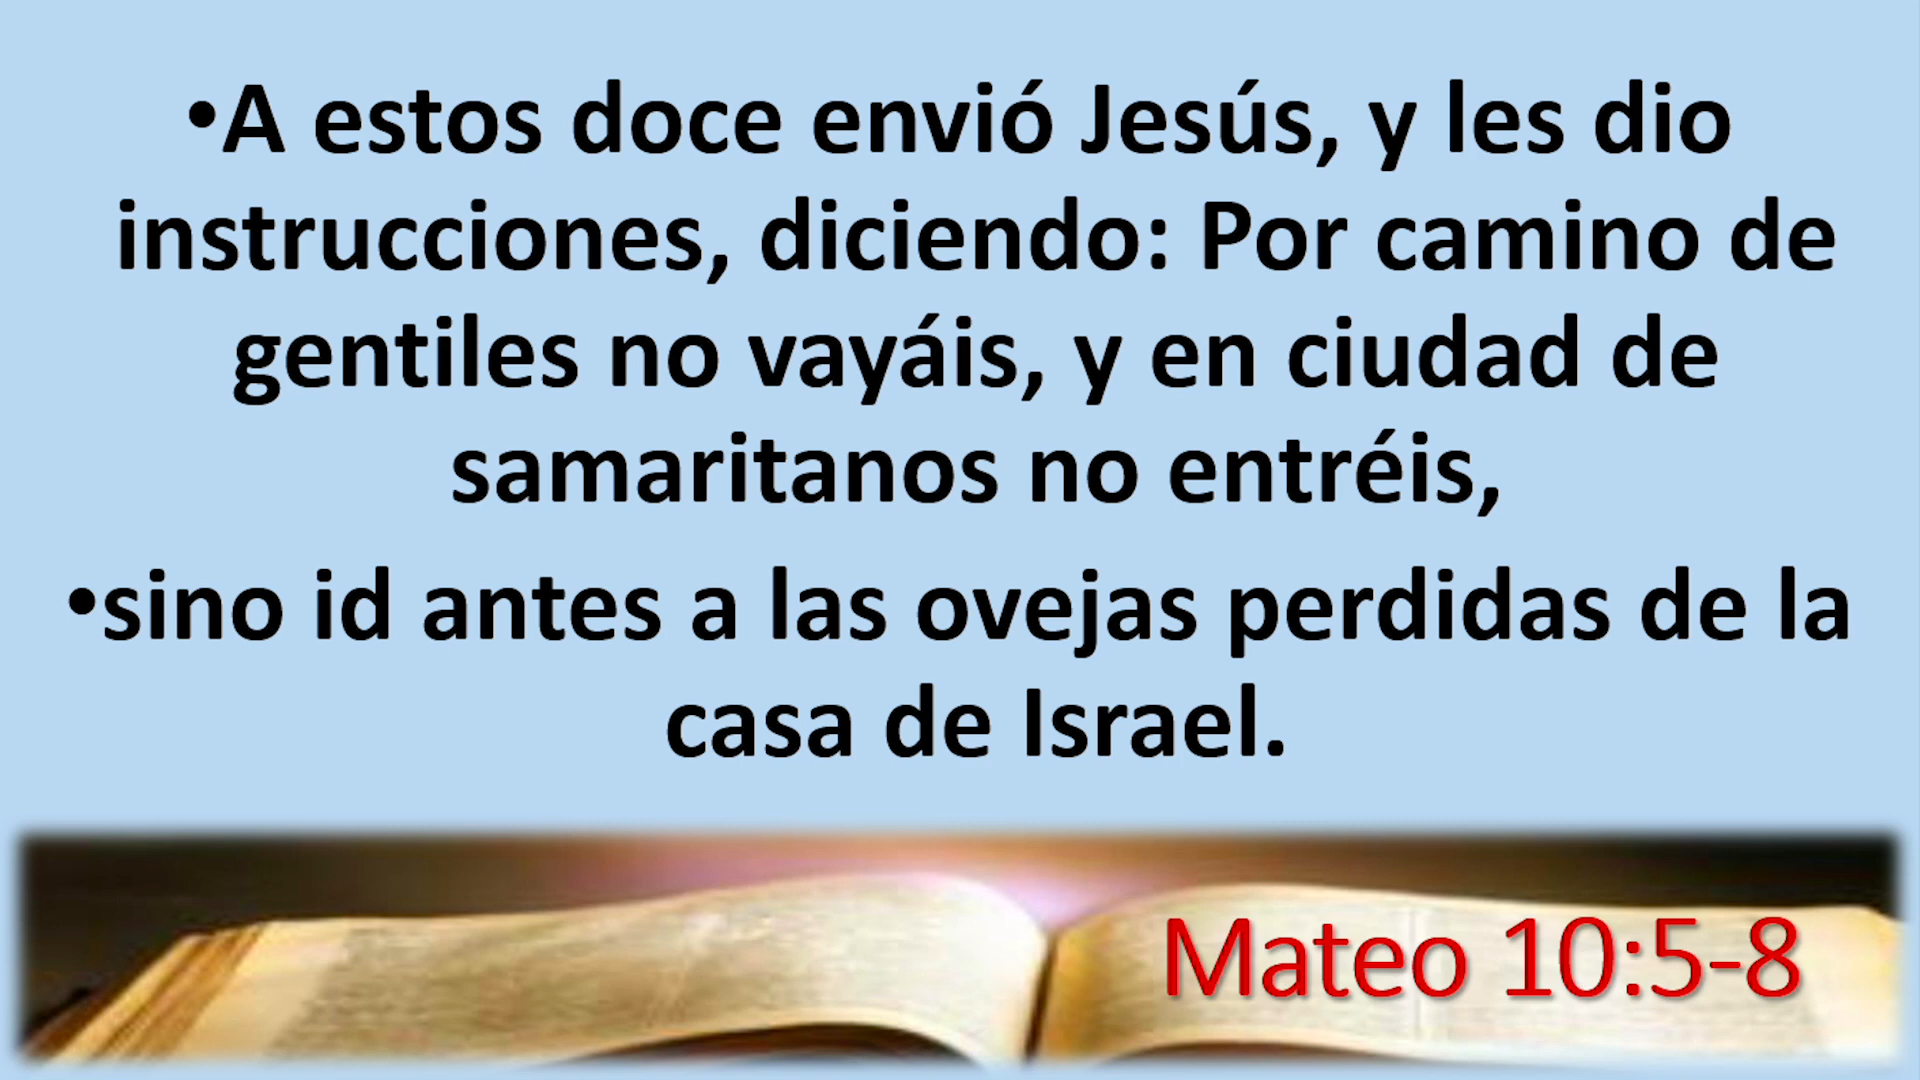 •A estos doce envió Jesús, y les dio
instrucciones, diciendo: Por camino de
gentiles no vayáis, y en ciudad de
samaritanos no entréis,
•sino id antes a las ovejas perdidas de la
casa de Israel.
Mateo 10:5-8